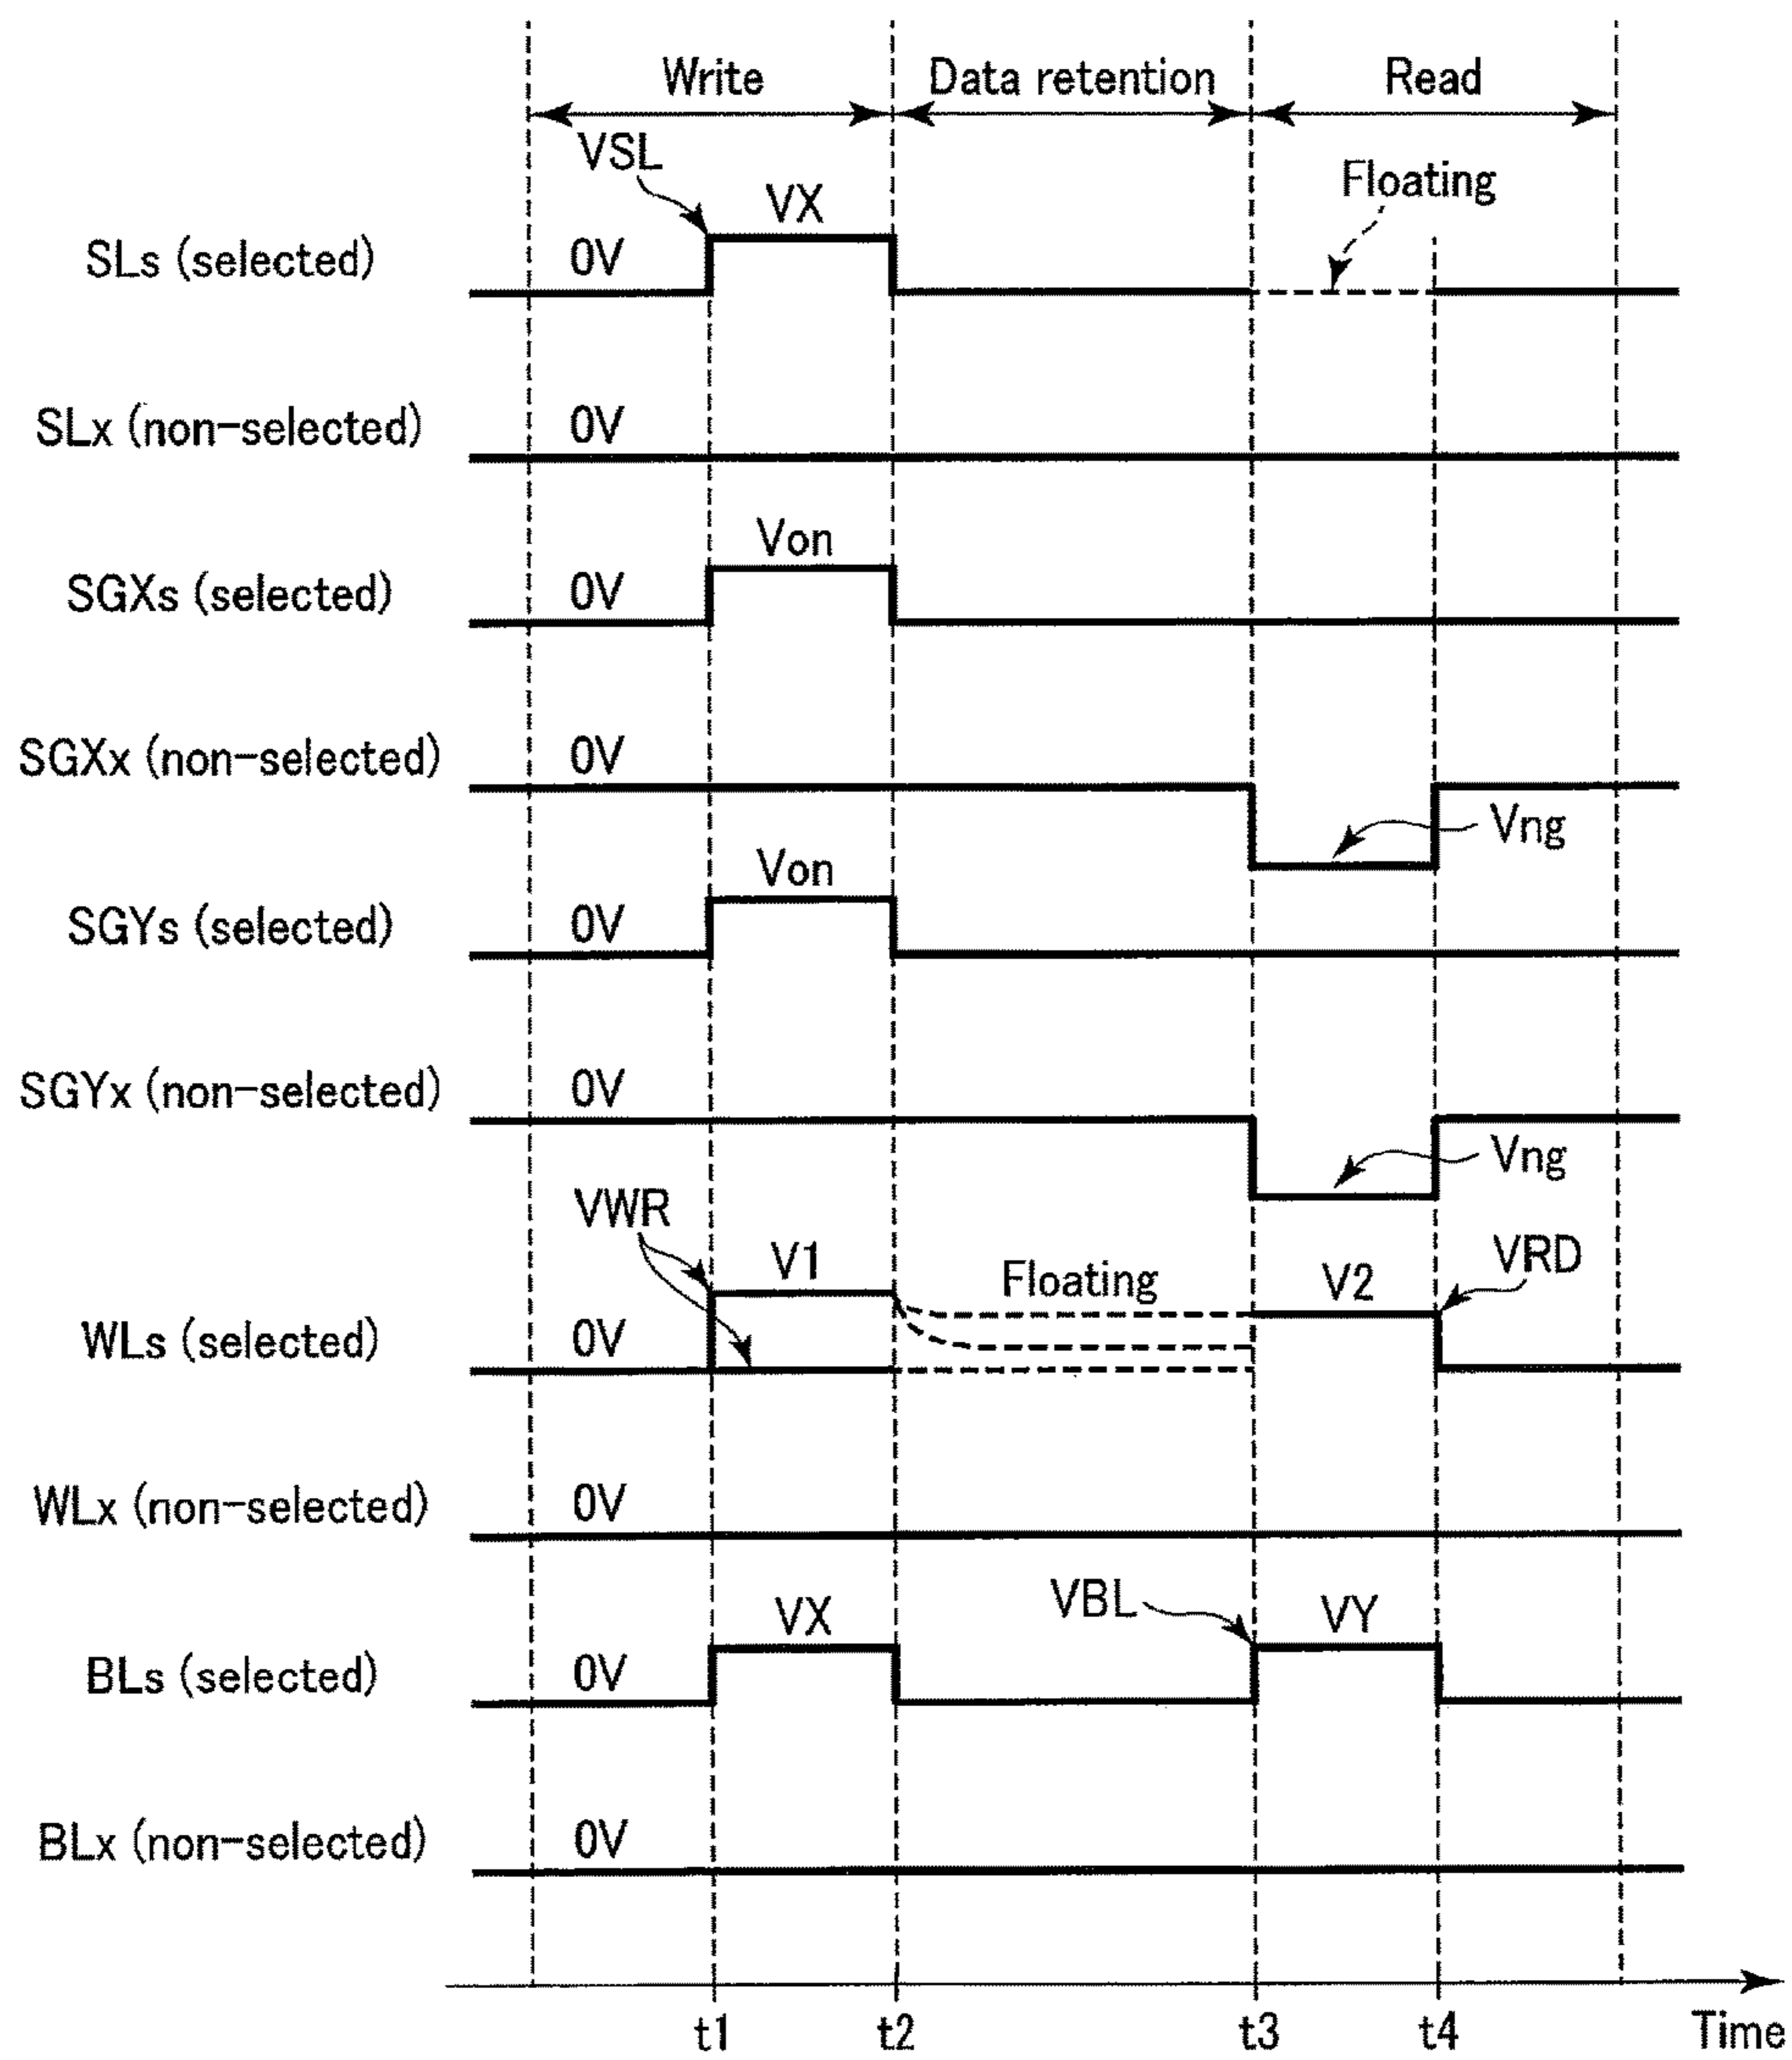 Write Data retention Read
VSL
Floating
VX
SLs (selected) 0V
SLx (non-selected) 0V
Von
SGXs (selected) 0V
SGXx (non-selected) 0V
Vng
Von
SGYs (selected) 0V
SGYx (non-selected) 0V
Vng
VWR
V1 Floating V2 VRD
WLs (selected) 0V
WLx (non-selected) 0V
VX VBL VY
BLs (selected) 0V
BLx (non-selected) 0V
t1 t2 t3 t4 Time